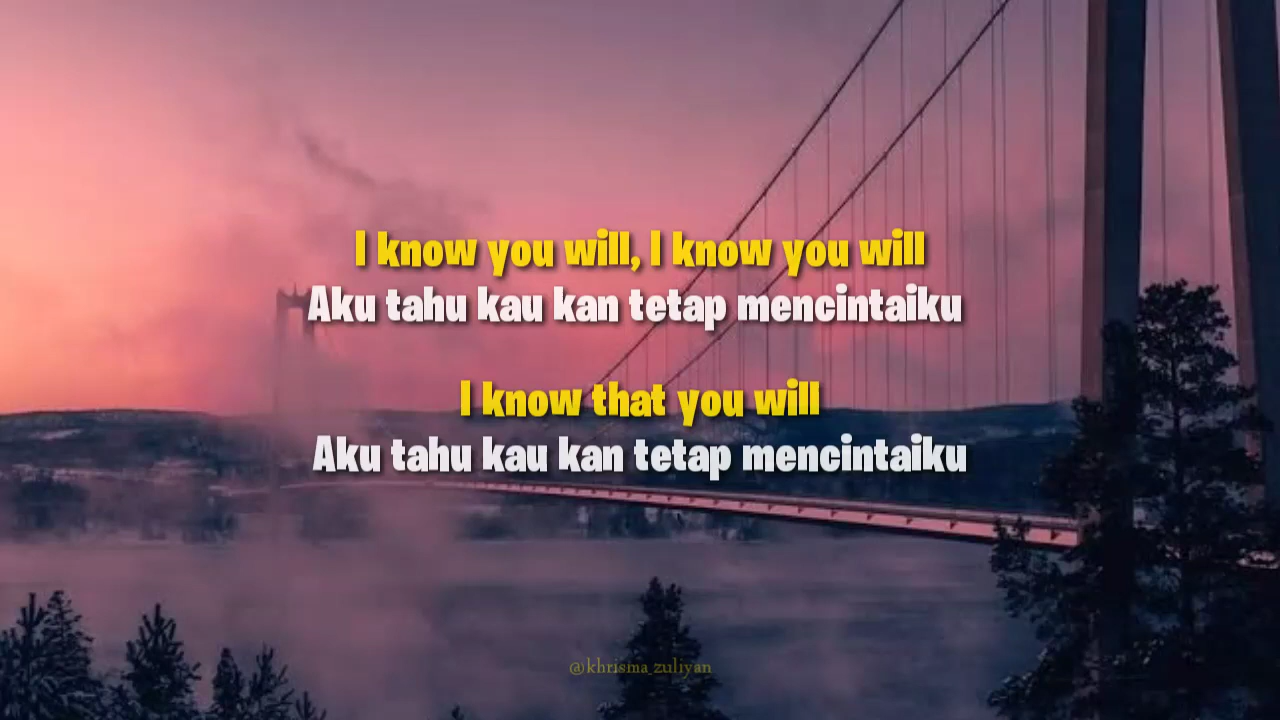 I know you will, I know you will
Aku tahu kau kan tetap mencintaiku
I know that you will
Aku tahu kau kan tetap mencintaiku
@khrisma_zuliyan